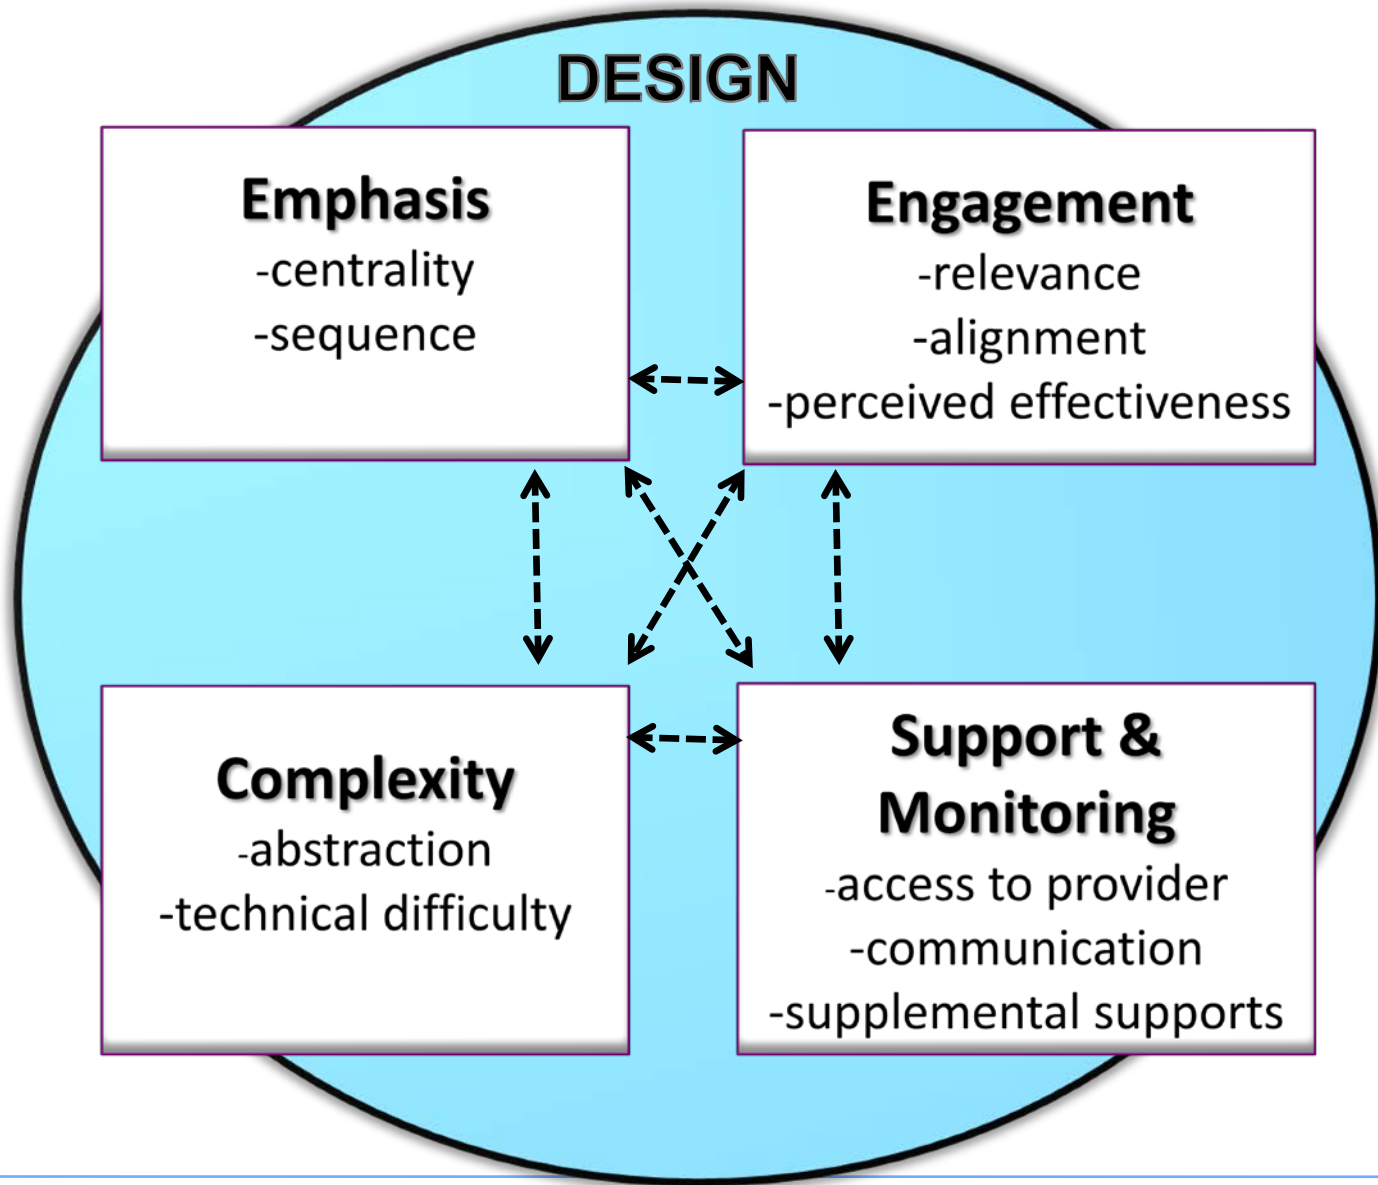 DESIGN
Emphasis
-centrality
-sequence
Engagement
-relevance
-alignment
-perceived effectiveness
Complexity
-abstraction
-technical difficulty
Support &
Monitoring
-access to provider
-communication
-supplemental supports